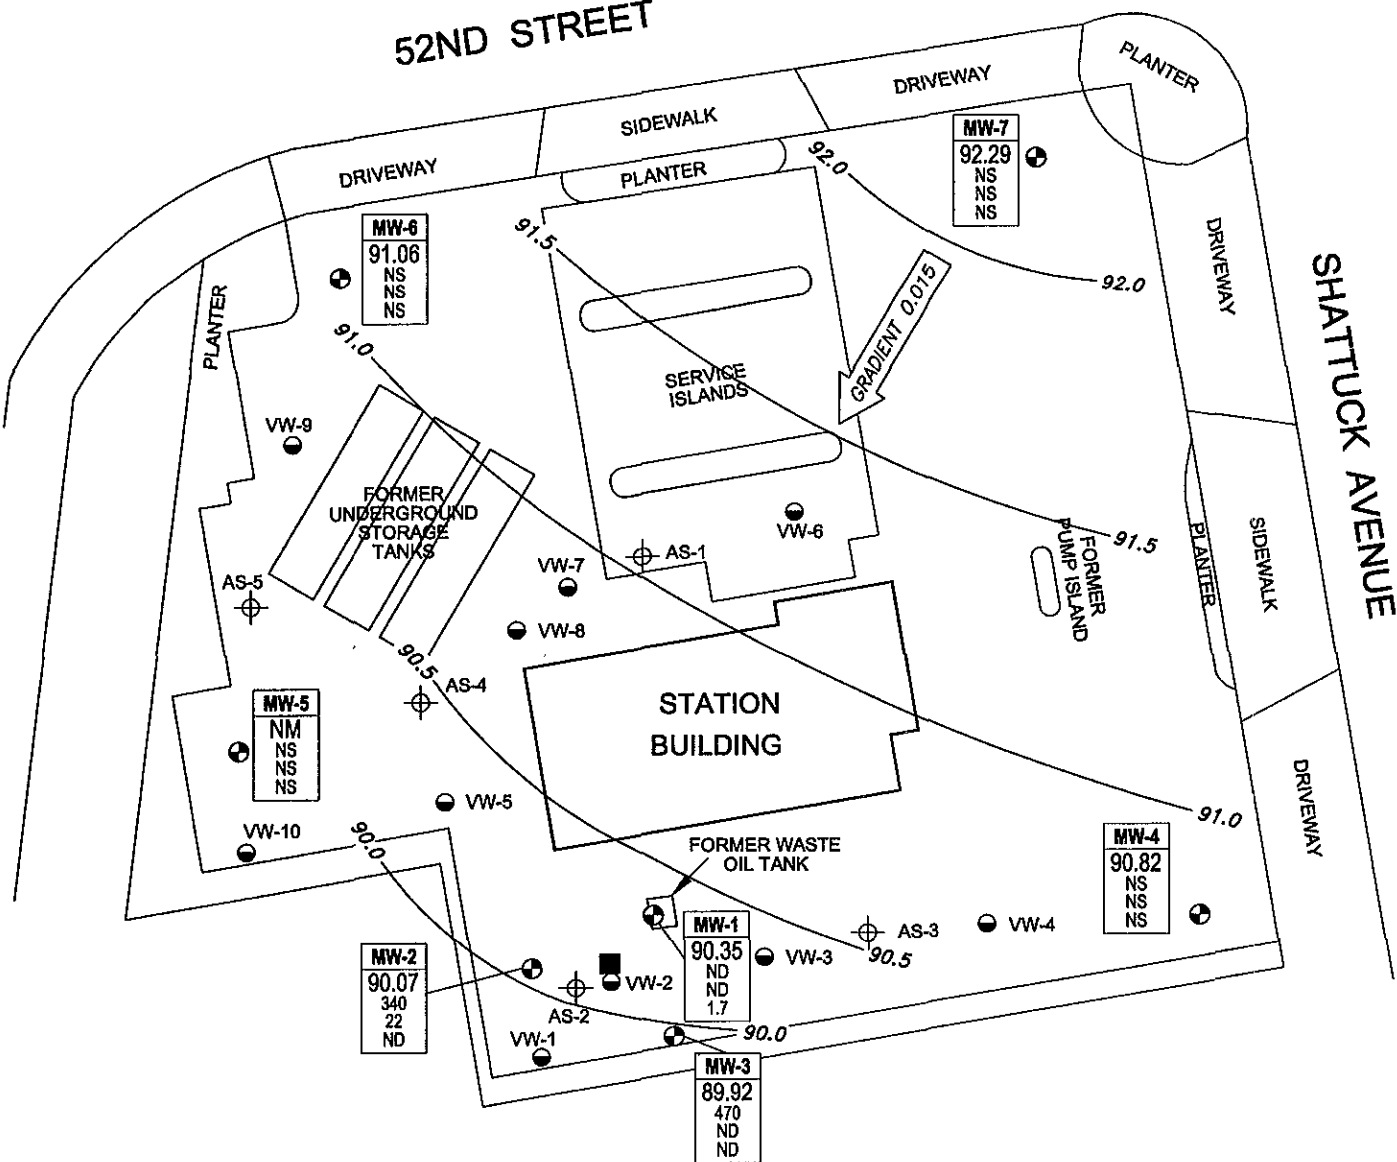 52ND STREET
PLANTER
DRIVEWAY
SIDEWALK
DRIVEWAY
PLANTER
MW-7
92.29
NS
NS
NS
92.0
92.0
MW-6
91.06
NS
NS
NS
91.5
DRIVEWAY
SHATTUCK AVENUE
GRADIENT 0.015
PLANTER
91.0
SERVICE
ISLANDS
VW-9
FORMER
UNDERGROUND
STORAGE
TANKS
VW-6
91.5
FORMER
PUMP ISLAND
PLANTER
SIDEWALK
AS-1
VW-7
AS-5
VW-8
90.5
AS-4
STATION
BUILDING
MW-5
NM
NS
NS
NS
VW-5
DRIVEWAY
91.0
VW-10
90.0
FORMER WASTE
OIL TANK
MW-4
90.82
NS
NS
NS
MW-1
90.35
ND
ND
1.7
AS-3
VW-4
VW-3
90.5
MW-2
90.07
340
22
ND
VW-2
AS-2
VW-1
90.0
MW-3
89.92
470
ND
ND